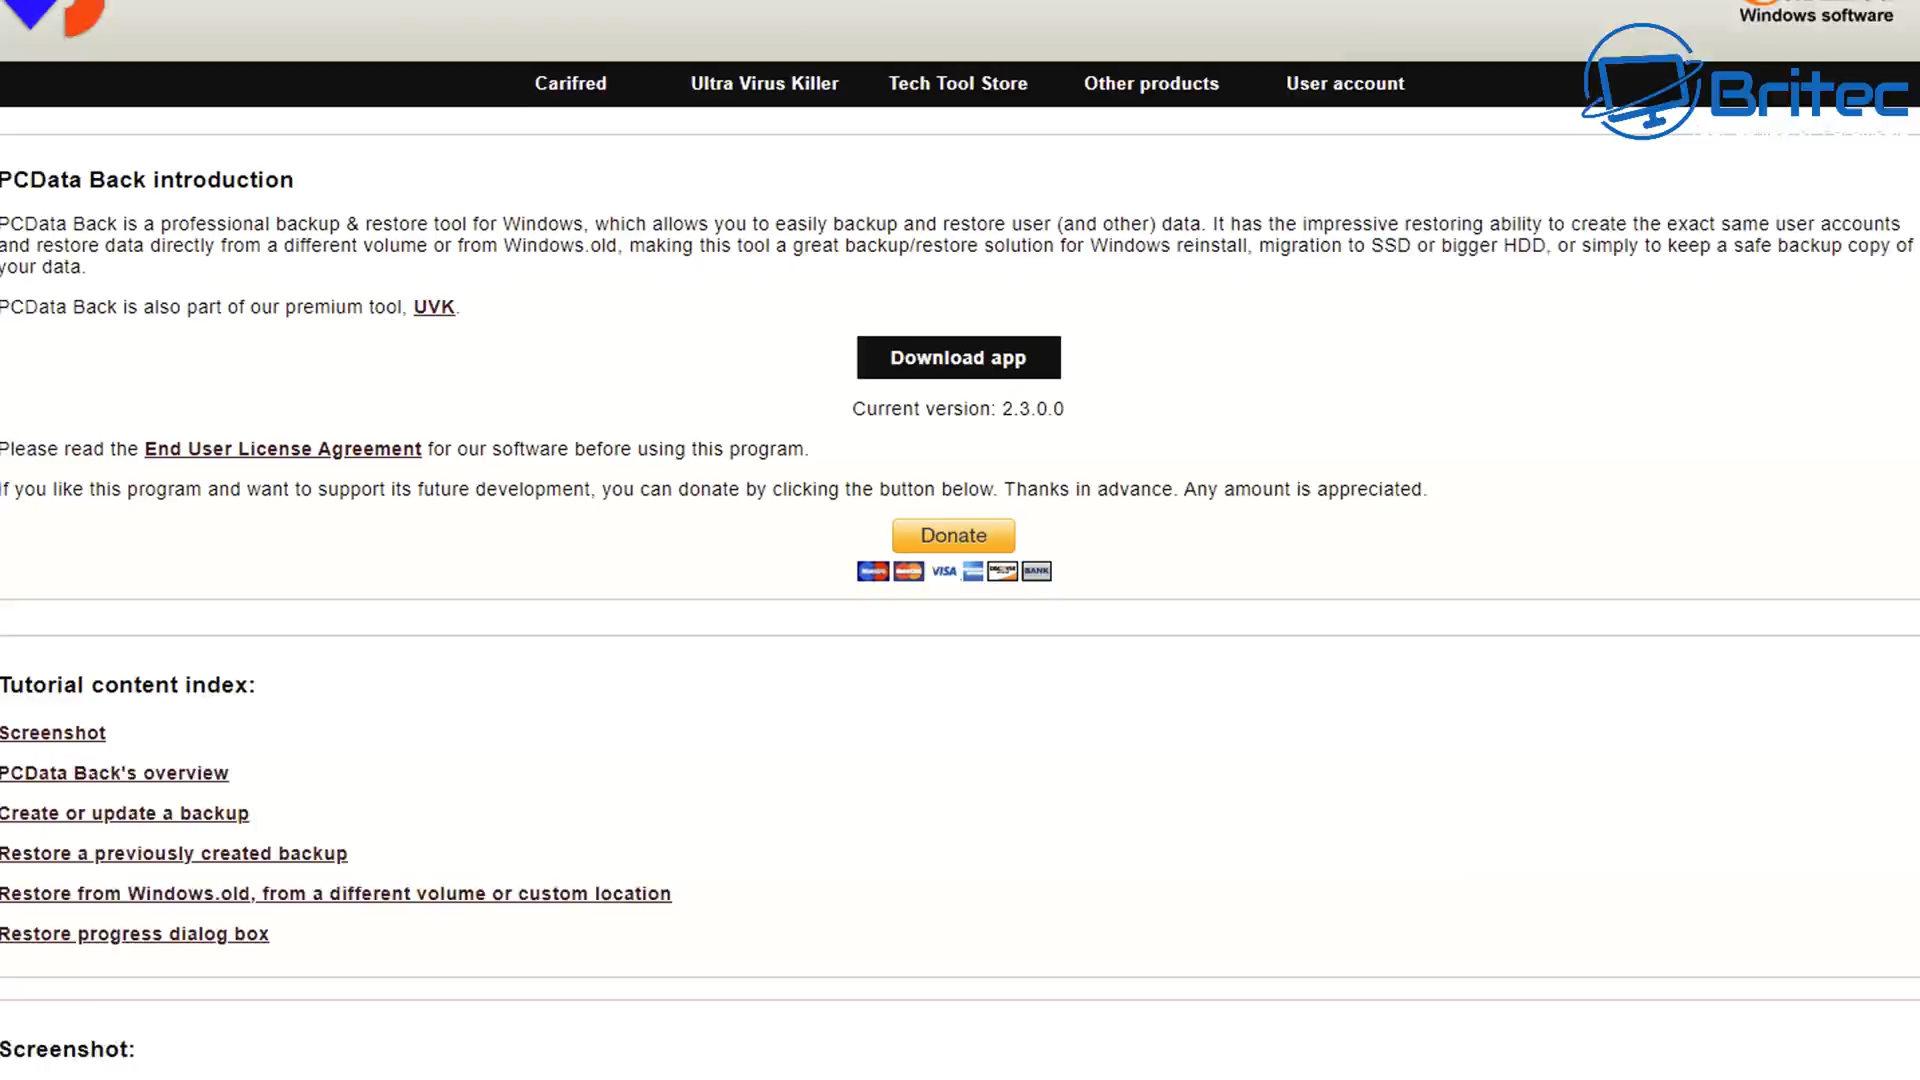 Windows software
Carifred Ultra Virus Killer Tech Tool Store Other products User account
Britec
PCData Back introduction
PCData Back is a professional backup & restore tool for Windows, which allows you to easily backup and restore user (and other) data. It has the impressive restoring ability to create the exact same user accounts
and restore data directly from a different volume or from Windows.old, making this tool a great backup/restore solution for Windows reinstall, migration to SSD or bigger HDD, or simply to keep a safe backup copy of
your data.
PCData Back is also part of our premium tool, UVK.
Download app
Current version: 2.3.0.0
Please read the End User License Agreement for our software before using this program.
If you like this program and want to support its future development, you can donate by clicking the button below. Thanks in advance. Any amount is appreciated.
Donate
VISA DISCOVER BANK
Tutorial content index:
Screenshot
PCData Back's overview
Create or update a backup
Restore a previously created backup
Restore from Windows.old, from a different volume or custom location
Restore progress dialog box
Screenshot: